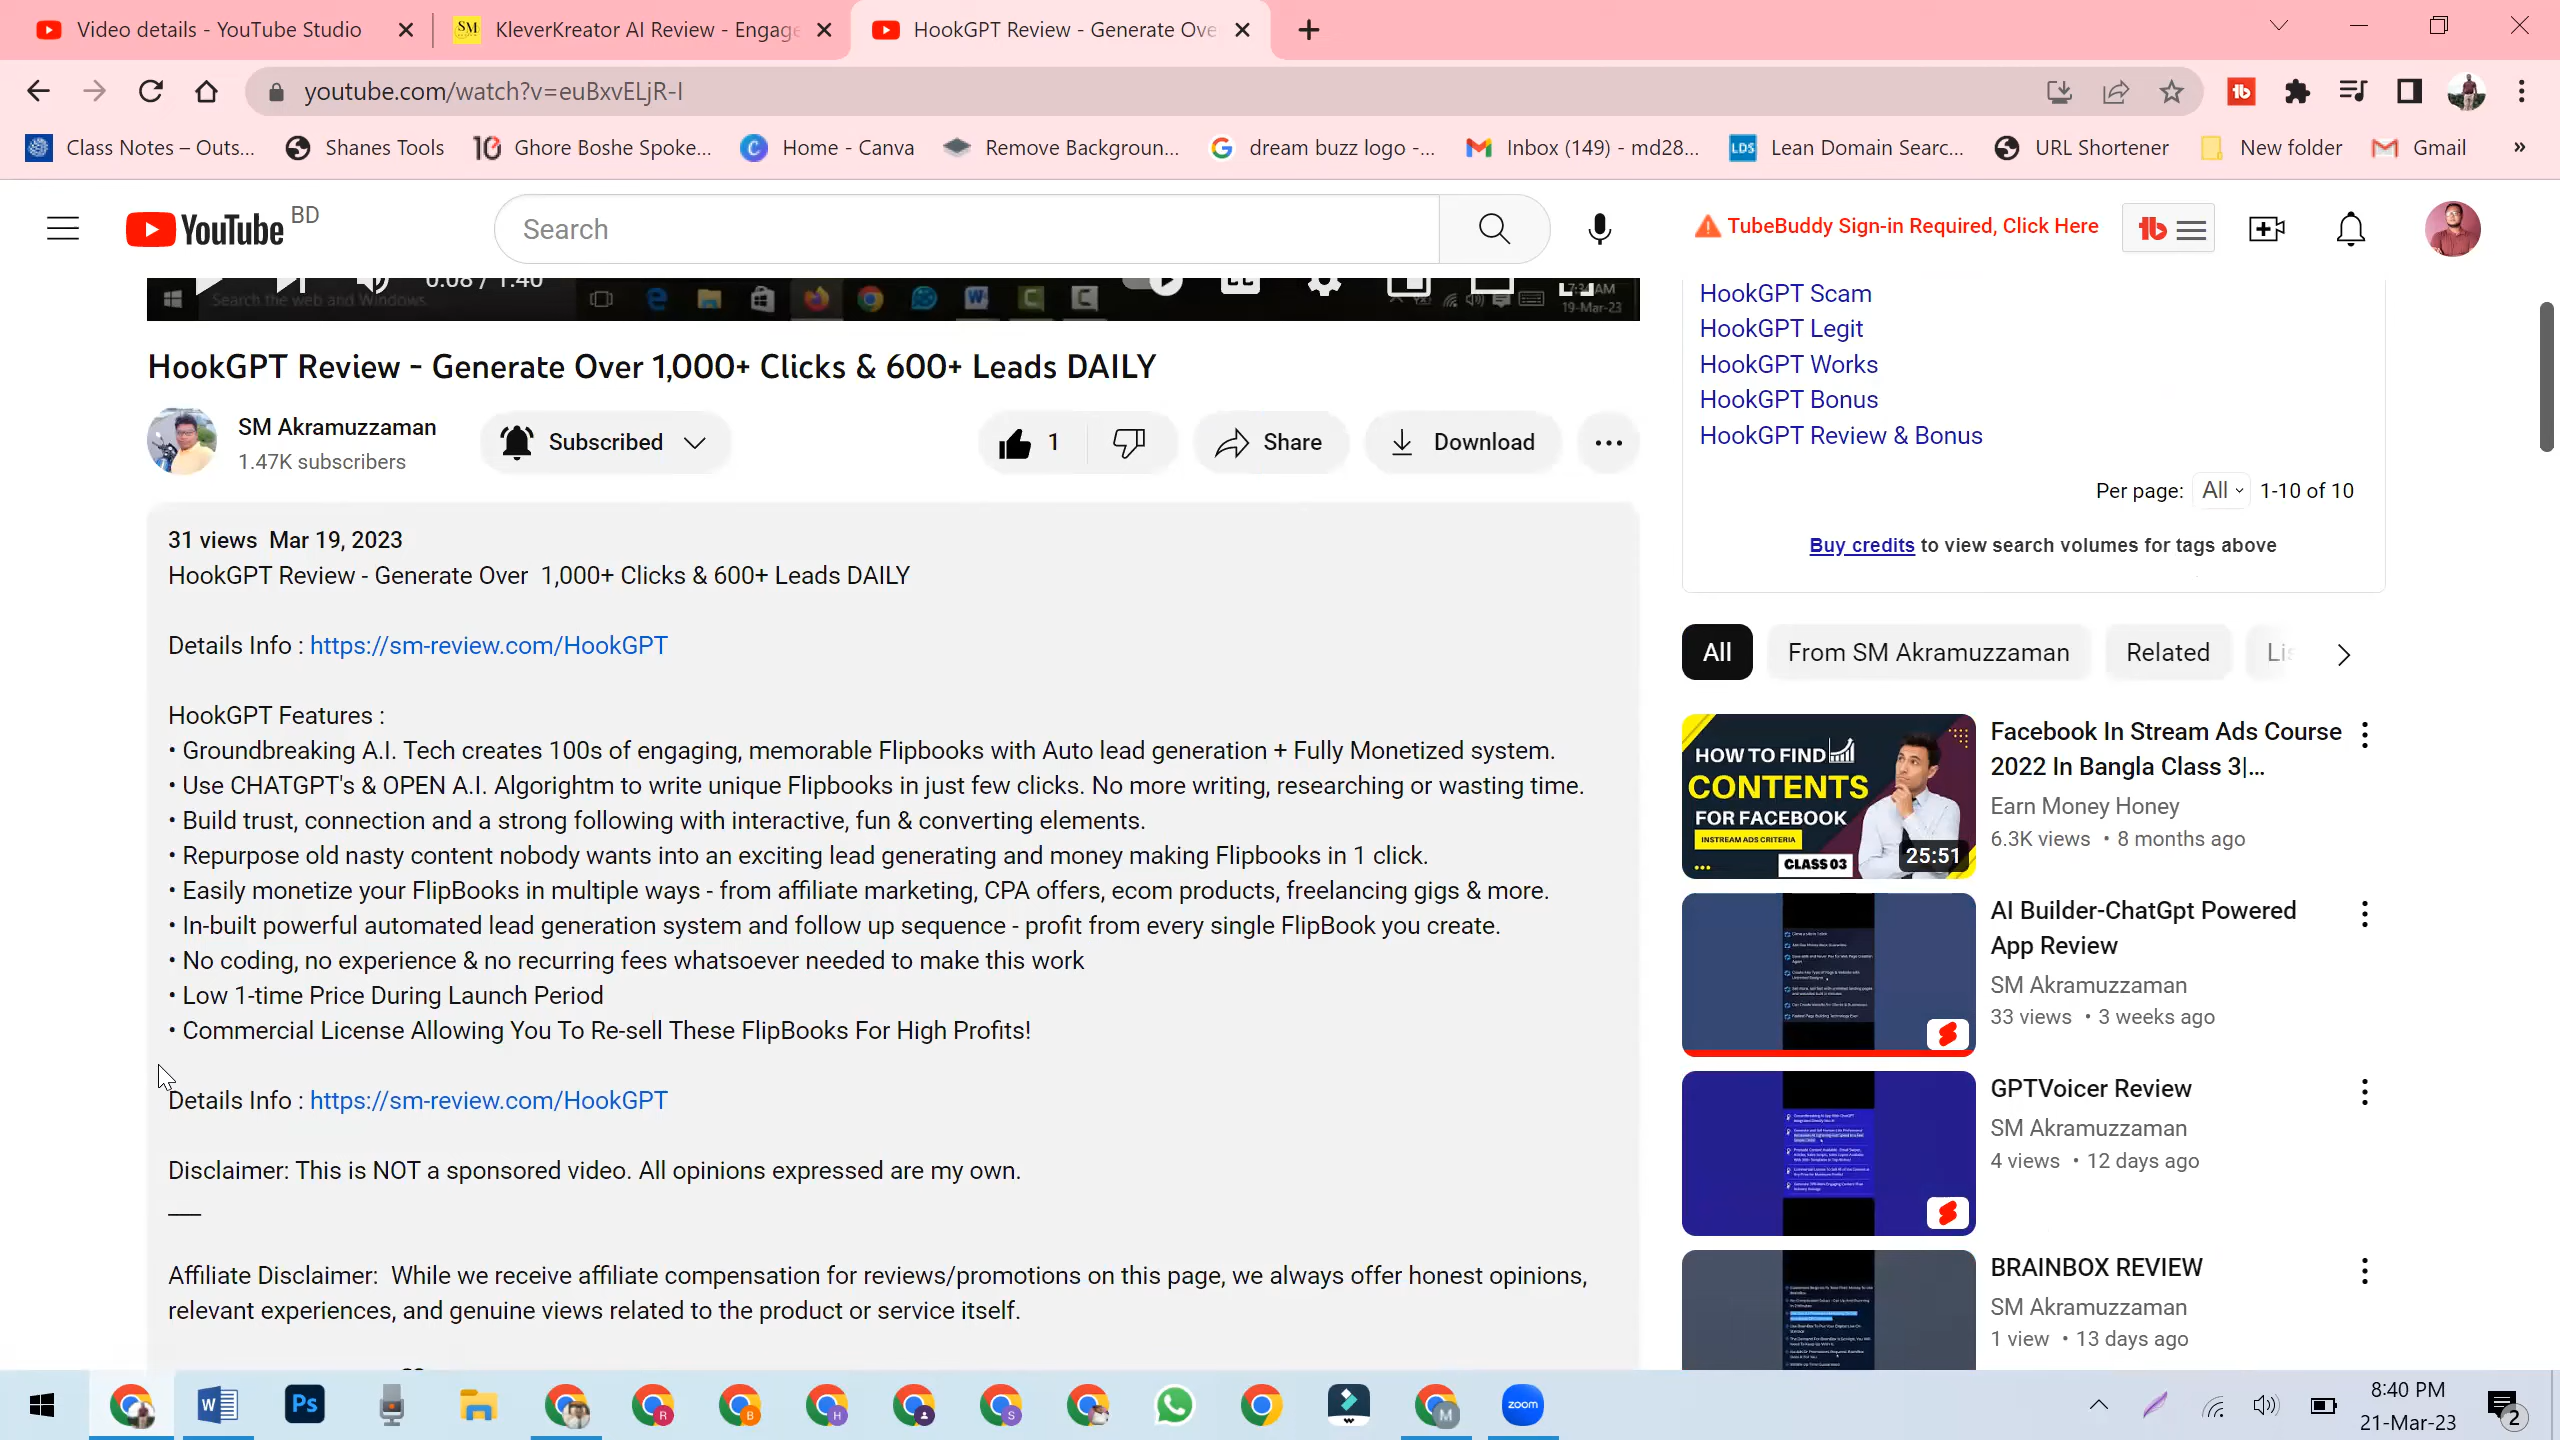 Video details - YouTube Studio
SM KleverKreator AI Review - Engage
HookGPT Review - Generate Ove
youtube.com/watch?v=euBxvELjR-I
Class Notes – Outs...
Shanes Tools
Ghore Boshe Spoke...
Home - Canva
Remove Backgroun...
dream buzz logo -...
Inbox (149) - md28...
LDS Lean Domain Searc...
URL Shortener
New folder
Gmail
»
YouTube BD
Search
TubeBuddy Sign-in Required, Click Here
0:08 / 1:40
Search the web and Windows
19-Mar-23
HookGPT Review - Generate Over 1,000+ Clicks & 600+ Leads DAILY
SM Akramuzzaman
1.47K subscribers
Subscribed
1
Share
Download
31 views Mar 19, 2023
HookGPT Review - Generate Over 1,000+ Clicks & 600+ Leads DAILY
Details Info : https://sm-review.com/HookGPT
HookGPT Features :
• Groundbreaking A.I. Tech creates 100s of engaging, memorable Flipbooks with Auto lead generation + Fully Monetized system.
• Use CHATGPT's & OPEN A.I. Algorightm to write unique Flipbooks in just few clicks. No more writing, researching or wasting time.
• Build trust, connection and a strong following with interactive, fun & converting elements.
• Repurpose old nasty content nobody wants into an exciting lead generating and money making Flipbooks in 1 click.
• Easily monetize your FlipBooks in multiple ways - from affiliate marketing, CPA offers, ecom products, freelancing gigs & more.
• In-built powerful automated lead generation system and follow up sequence - profit from every single FlipBook you create.
• No coding, no experience & no recurring fees whatsoever needed to make this work
• Low 1-time Price During Launch Period
• Commercial License Allowing You To Re-sell These FlipBooks For High Profits!
Details Info : https://sm-review.com/HookGPT
Disclaimer: This is NOT a sponsored video. All opinions expressed are my own.
Affiliate Disclaimer: While we receive affiliate compensation for reviews/promotions on this page, we always offer honest opinions,
relevant experiences, and genuine views related to the product or service itself.
HookGPT Scam
HookGPT Legit
HookGPT Works
HookGPT Bonus
HookGPT Review & Bonus
Per page: All 1-10 of 10
Buy credits to view search volumes for tags above
All
From SM Akramuzzaman
Related
HOW TO FIND
CONTENTS
FOR FACEBOOK
INSTREAM ADS CRITERIA
CLASS 03
25:51
Facebook In Stream Ads Course
2022 In Bangla Class 3|...
Earn Money Honey
6.3K views • 8 months ago
AI Builder-ChatGpt Powered
App Review
SM Akramuzzaman
33 views • 3 weeks ago
GPTVoicer Review
SM Akramuzzaman
4 views • 12 days ago
BRAINBOX REVIEW
SM Akramuzzaman
1 view • 13 days ago
zoom
8:40 PM
21-Mar-23
2